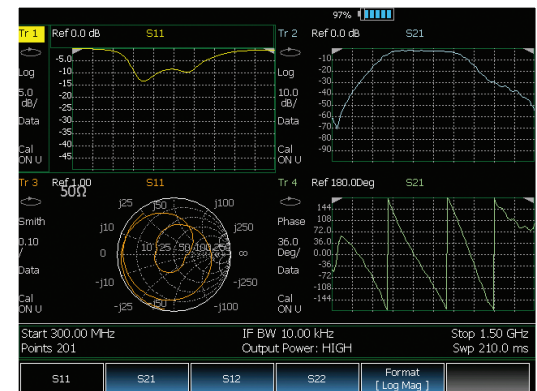 97%
Tr 1 Ref 0.0 dB S11
Log
5.0
dB/
Data
Cal
ON U
-5.0
-10
-15
-20
-25
-30
-35
-40
-45
Tr 2 Ref 0.0 dB S21
Log
10.0
dB/
Data
Cal
ON U
-10
-20
-30
-40
-50
-60
-70
-80
-90
Tr 3 Ref 1.00 S11
50Ω
Smith
0.10
/
Data
Cal
ON U
j25 j50 j100
j10 j250
0 10 25 50 100 250 ∞
-j10 -j250
-j25 -j50 -j100
Tr 4 Ref 180.0Deg S21
Phase
36.0
Deg/
Data
Cal
ON U
144
108
72.0
36.0
0.0
-36
-72
-108
-144
Start 300.00 MHz IF BW 10.00 kHz Stop 1.50 GHz
Points 201 Output Power: HIGH Swp 210.0 ms
S11 S21 S12 S22 Format
[ Log Mag ]